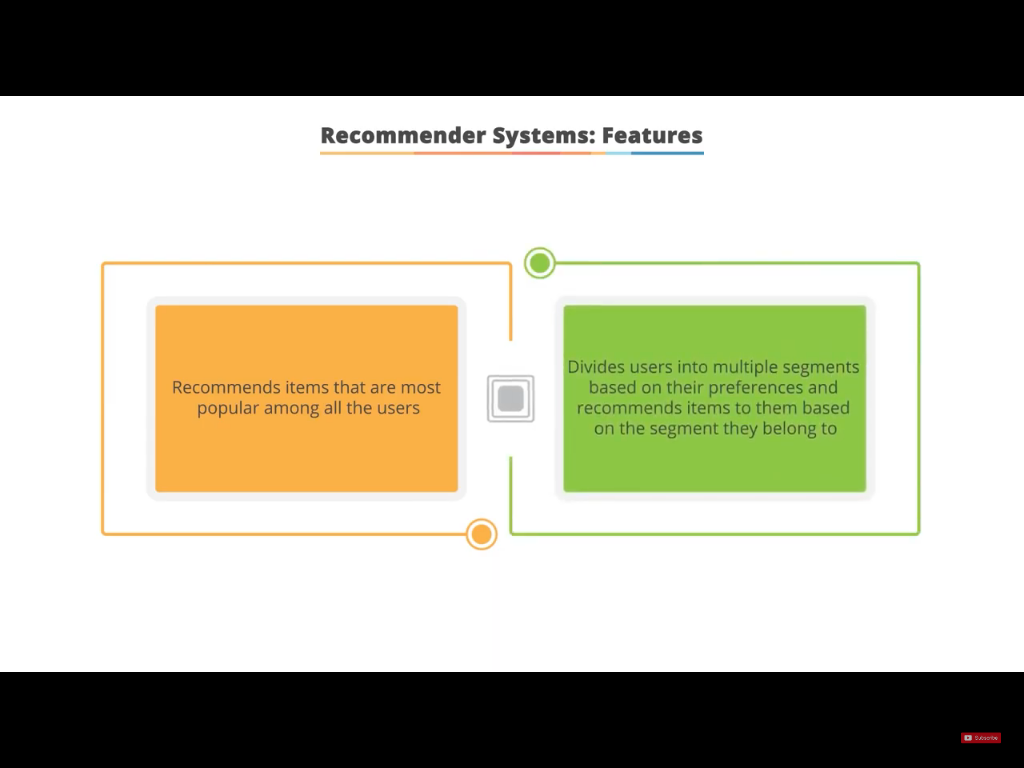 Recommender Systems: Features
Recommends items that are most
popular among all the users
Divides users into multiple segments
based on their preferences and
recommends items to them based
on the segment they belong to
Subscribe